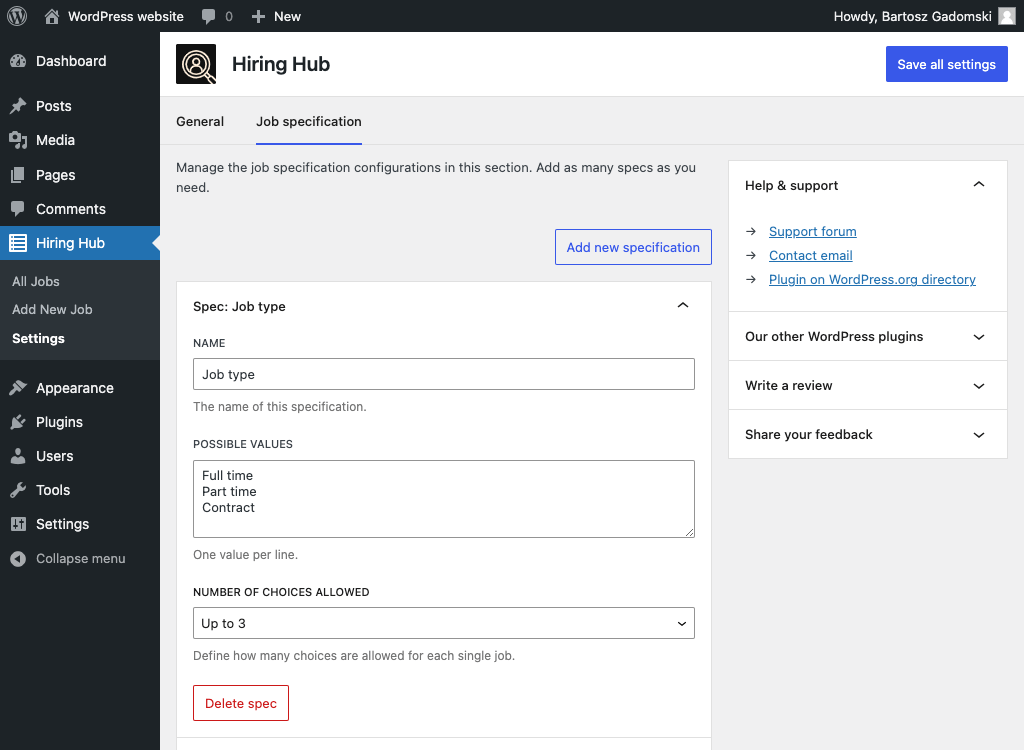 WordPress website 0 New Howdy, Bartosz Gadomski
Dashboard
Posts
Media
Pages
Comments
Hiring Hub
All Jobs
Add New Job
Settings
Appearance
Plugins
Users
Tools
Settings
Collapse menu
Hiring Hub
Save all settings
General Job specification
Manage the job specification configurations in this section. Add as many specs as you
need.
Add new specification
Spec: Job type
NAME
Job type
The name of this specification.
POSSIBLE VALUES
Full time
Part time
Contract
One value per line.
NUMBER OF CHOICES ALLOWED
Up to 3
Define how many choices are allowed for each single job.
Delete spec
Help & support
→ Support forum
→ Contact email
→ Plugin on WordPress.org directory
Our other WordPress plugins
Write a review
Share your feedback